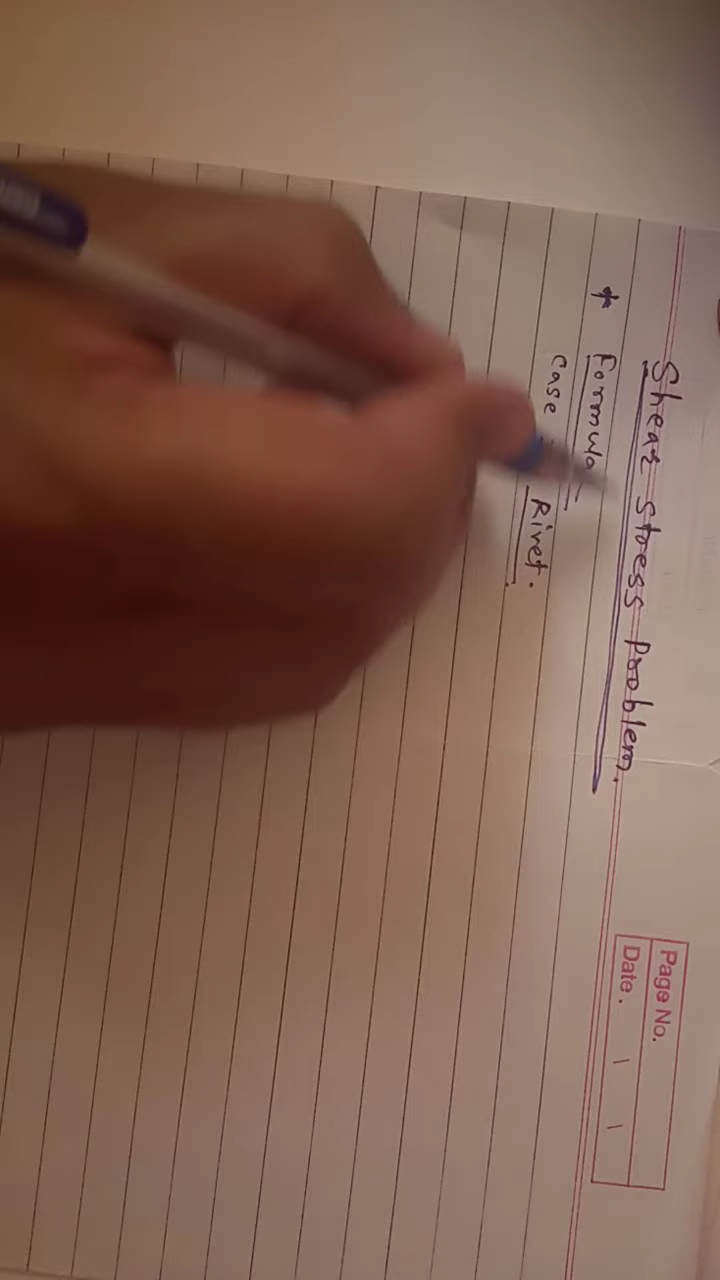 Page No.
Date. / /
Shear stress problem.
* Formula
Case Rivet.